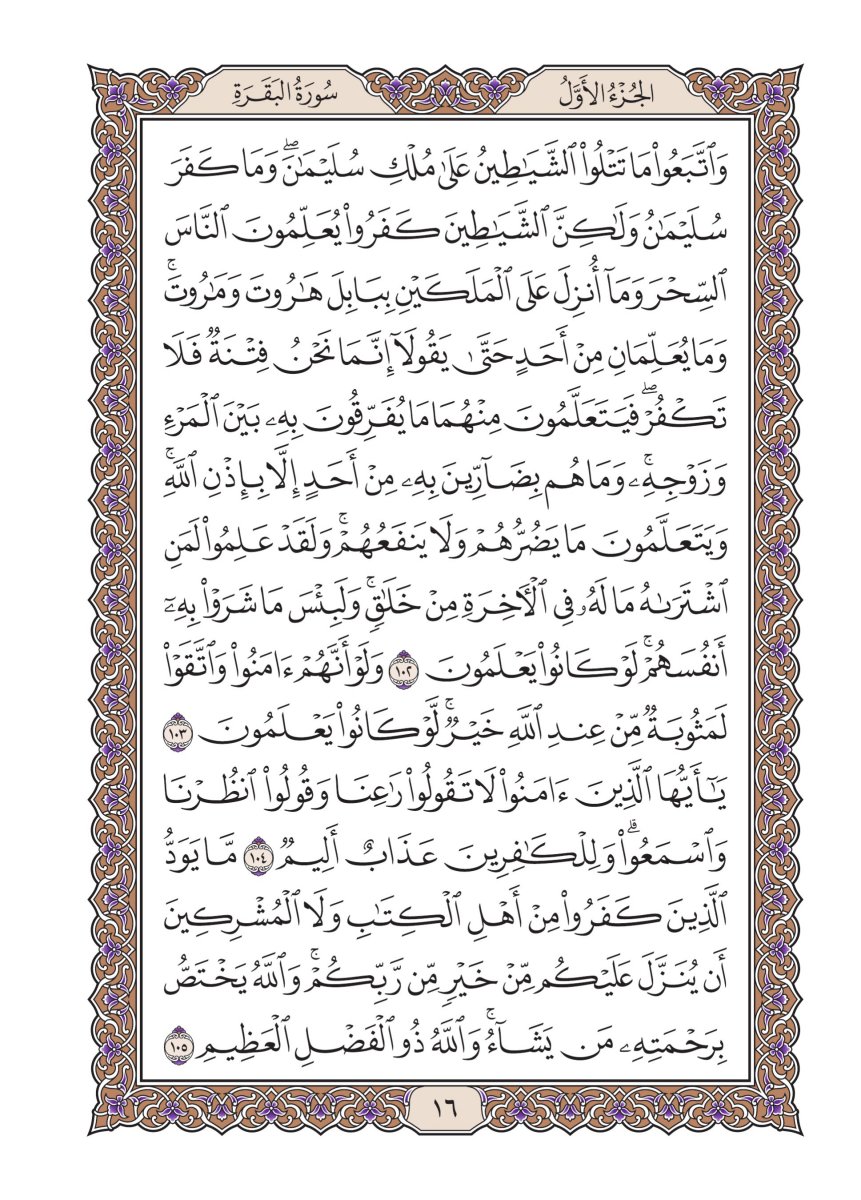 الجُزْءُ الأَوَّلُ
سُورَةُ البَقَرَةِ
وَٱتَّبَعُواْ مَا تَتْلُواْ ٱلشَّيَٰطِينُ عَلَىٰ مُلْكِ سُلَيْمَٰنَۖ وَمَا كَفَرَ
سُلَيْمَٰنُ وَلَٰكِنَّ ٱلشَّيَٰطِينَ كَفَرُواْ يُعَلِّمُونَ ٱلنَّاسَ
ٱلسِّحْرَ وَمَآ أُنزِلَ عَلَى ٱلْمَلَكَيْنِ بِبَابِلَ هَٰرُوتَ وَمَٰرُوتَۚ
وَمَا يُعَلِّمَانِ مِنْ أَحَدٍ حَتَّىٰ يَقُولَآ إِنَّمَا نَحْنُ فِتْنَةٌ فَلَا
تَكْفُرْۖ فَيَتَعَلَّمُونَ مِنْهُمَا مَا يُفَرِّقُونَ بِهِۦ بَيْنَ ٱلْمَرْءِ
وَزَوْجِهِۦۚ وَمَا هُم بِضَآرِّينَ بِهِۦ مِنْ أَحَدٍ إِلَّا بِإِذْنِ ٱللَّهِۚ
وَيَتَعَلَّمُونَ مَا يَضُرُّهُمْ وَلَا يَنفَعُهُمْۚ وَلَقَدْ عَلِمُواْ لَمَنِ
ٱشْتَرَىٰهُ مَا لَهُۥ فِي ٱلْأٓخِرَةِ مِنْ خَلَٰقٍۚ وَلَبِئْسَ مَا شَرَوْاْ بِهِۦٓ
أَنفُسَهُمْۚ لَوْ كَانُواْ يَعْلَمُونَ ١٠٢ وَلَوْ أَنَّهُمْ ءَامَنُواْ وَٱتَّقَوْاْ
لَمَثُوبَةٌ مِّنْ عِندِ ٱللَّهِ خَيْرٌۚ لَّوْ كَانُواْ يَعْلَمُونَ ١٠٣
يَٰٓأَيُّهَا ٱلَّذِينَ ءَامَنُواْ لَا تَقُولُواْ رَٰعِنَا وَقُولُواْ ٱنظُرْنَا
وَٱسْمَعُواْۗ وَلِلْكَٰفِرِينَ عَذَابٌ أَلِيمٌ ١٠٤ مَّا يَوَدُّ
ٱلَّذِينَ كَفَرُواْ مِنْ أَهْلِ ٱلْكِتَٰبِ وَلَا ٱلْمُشْرِكِينَ
أَن يُنَزَّلَ عَلَيْكُم مِّنْ خَيْرٍ مِّن رَّبِّكُمْۚ وَٱللَّهُ يَخْتَصُّ
بِرَحْمَتِهِۦ مَن يَشَآءُۚ وَٱللَّهُ ذُو ٱلْفَضْلِ ٱلْعَظِيمِ ١٠٥
١٦